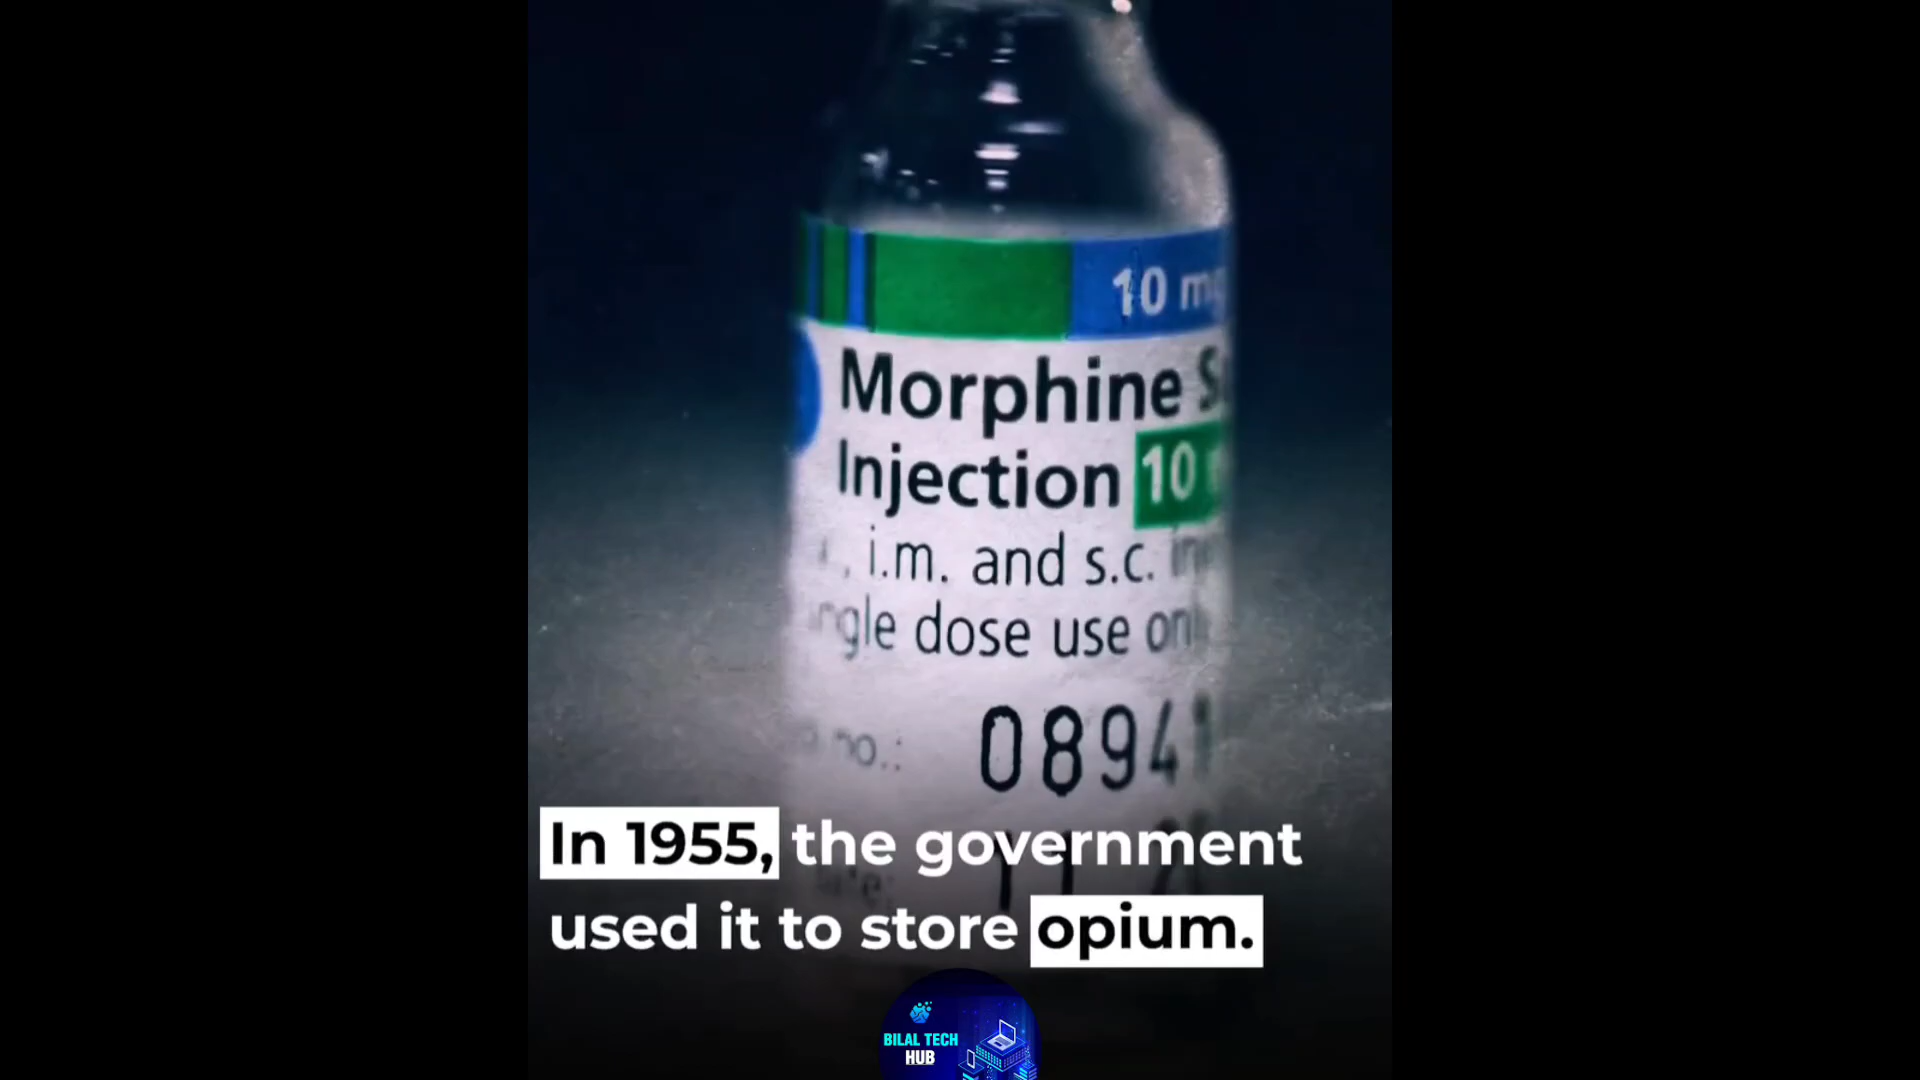 10
Morphine
Injection 10
i.m. and s.c.
dose use
0894
In 1955, the government
used it to store opium.
BILAL TECH
HUB